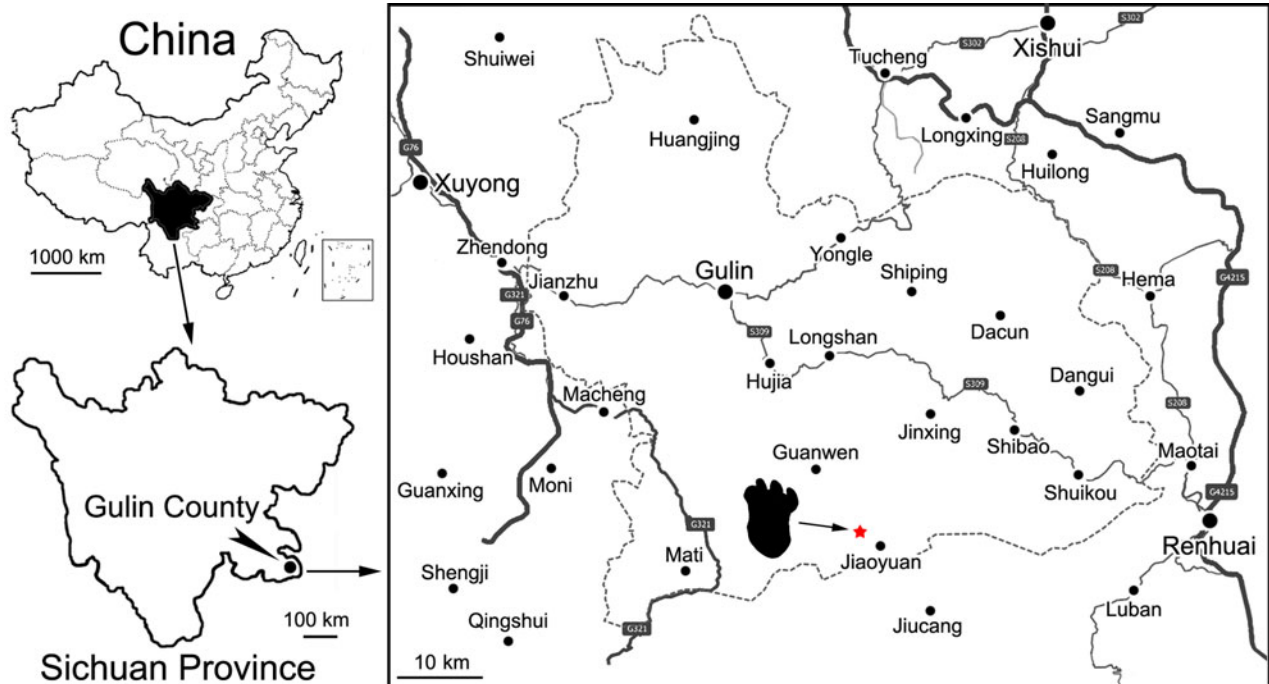 China
1000 km
Gulin County
100 km
Sichuan Province
S302
Xishui
Shuiwei
S302
Tucheng
Huangjing
Longxing
Sangmu
S208
G76
Huilong
Xuyong
Zhendong
Yongle
Jianzhu
Gulin
Shiping
S208
Hema
G4215
G321
G76
Dacun
S309
Longshan
Houshan
Hujia
Dangui
S309
S208
Macheng
Jinxing
Shibao
Guanwen
Maotai
Guanxing
Moni
Shuikou
G4215
G321
Renhuai
Mati
Jiaoyuan
Shengji
Luban
Qingshui
G321
Jiucang
10 km